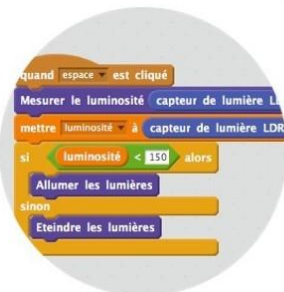 quand espace est cliqué
Mesurer le luminosité capteur de lumière
mettre luminosité à capteur de lumière LDR
si luminosité < 150 alors
Allumer les lumières
sinon
Eteindre les lumières